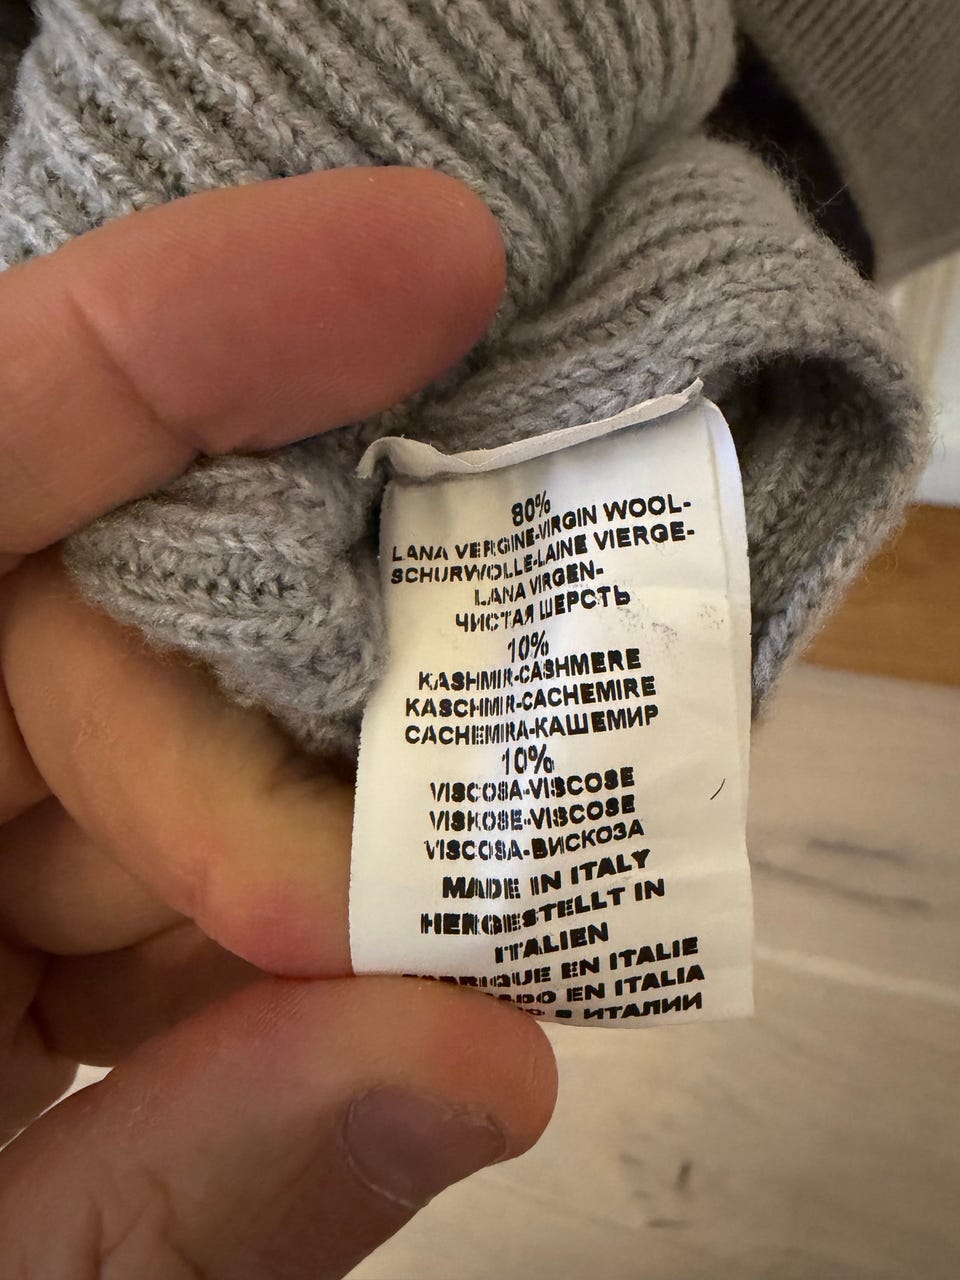 80%
LANA VERGINE-VIRGIN WOOL-
SCHURWOLLE-LAINE VIERGE-
LANA VIRGEN-
ЧИСТАЯ ШЕРСТЬ
10%
KASHMIR-CASHMERE
KASCHMIR-CACHEMIRE
CACHEMIRA-КАШЕМИР
10%
VISCOSA-VISCOSE
VISKOSE-VISCOSE
VISCOSA-ВИСКОЗА
MADE IN ITALY
HERGESTELLT IN
ITALIEN
EN ITALIE
EN ITALIA
ИТАЛИИ